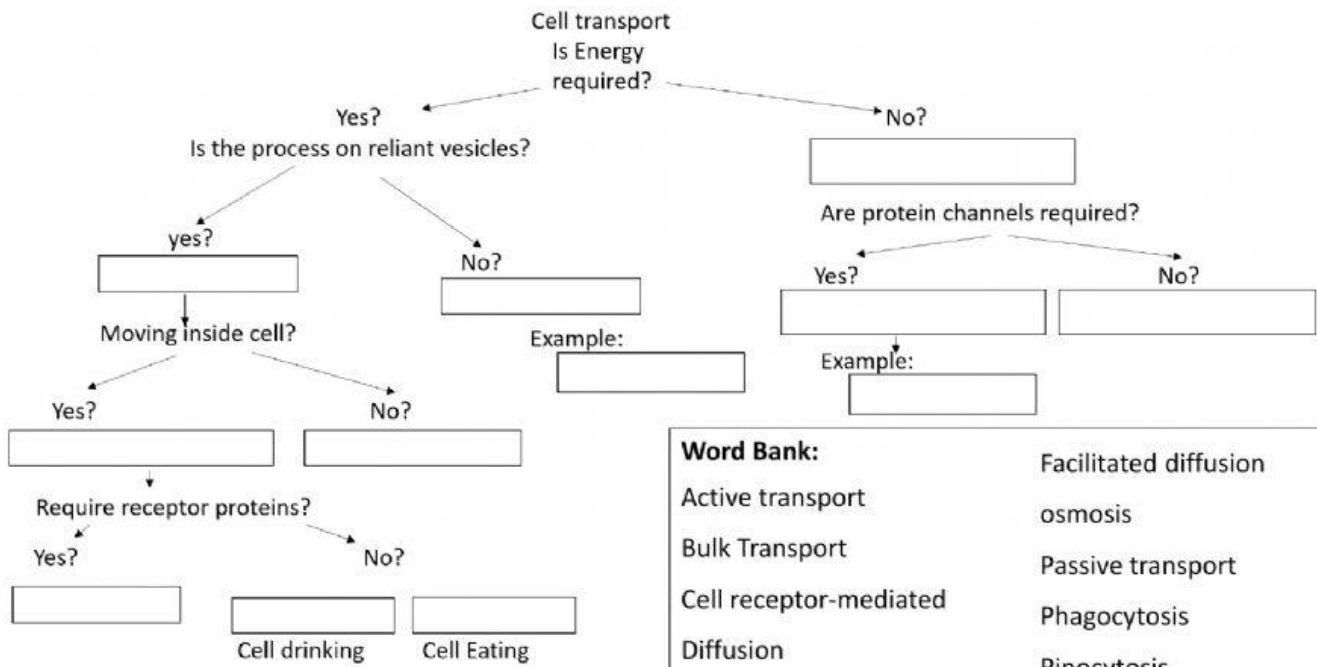 Cell transport
Is Energy
required?
Yes?
No?
Is the process on reliant vesicles?
Are protein channels required?
yes?
No?
Yes?
No?
Moving inside cell?
Example:
Example:
Yes?
No?
Require receptor proteins?
Yes?
No?
Cell drinking
Cell Eating
Word Bank:
Active transport
Bulk Transport
Cell receptor-mediated
Diffusion
Facilitated diffusion
osmosis
Passive transport
Phagocytosis
Pinocytosis